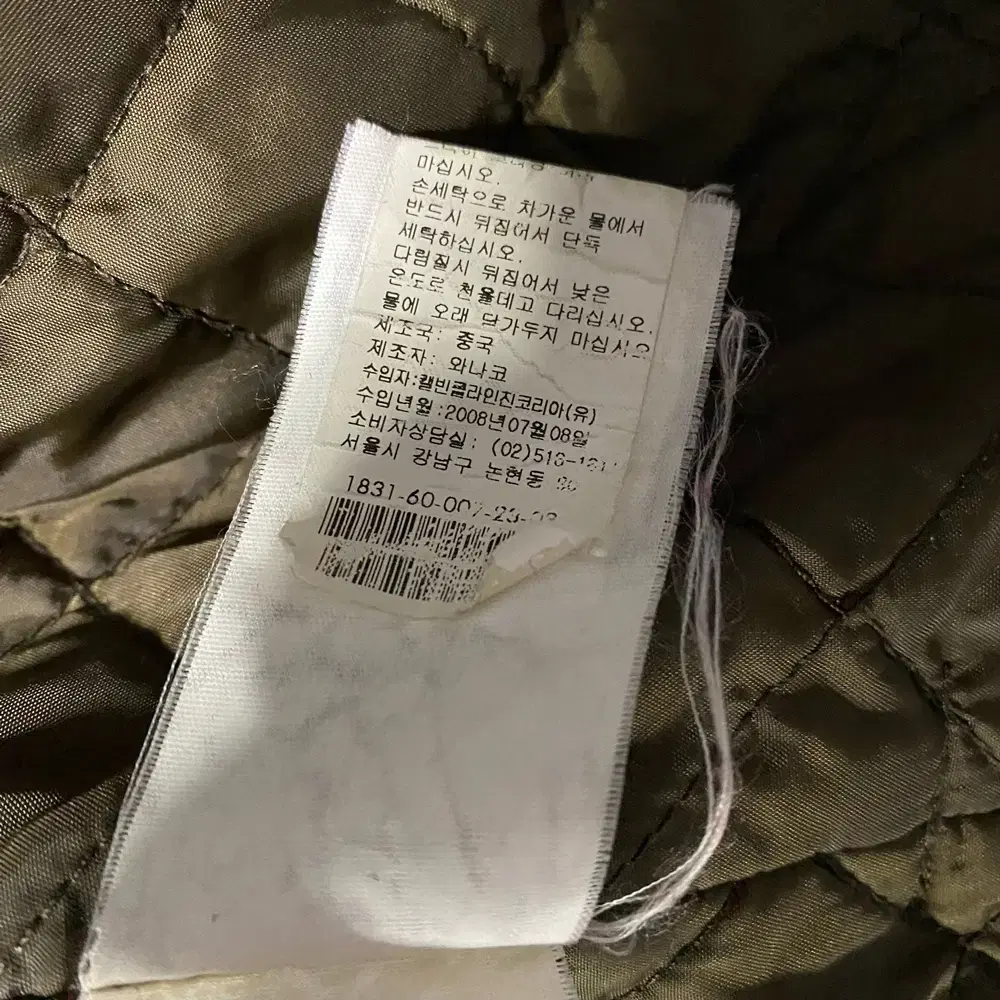 마십시오.
손세탁으로 차가운 물에서
반드시 뒤집어서 단독
세탁하십시오.
다림질시 뒤집어서 낮은
온도로 천을데고 다리십시오.
물에 오래 담가두지 마십시오
제조국: 중국
제조자: 와나코
수입자:캘빈클라인진코리아(유)
수입년월:2008년07월08일
소비자상담실: (02)
서울시 강남구 논현동